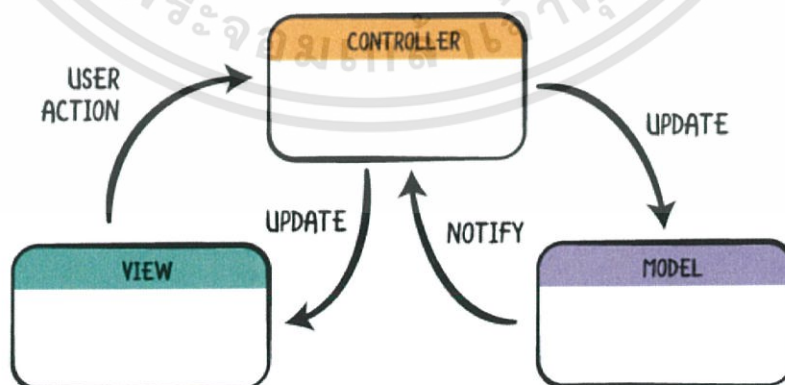 CONTROLLER
USER
ACTION
UPDATE
UPDATE
NOTIFY
VIEW
MODEL